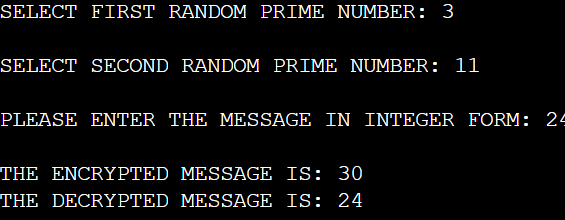 SELECT FIRST RANDOM PRIME NUMBER: 3
SELECT SECOND RANDOM PRIME NUMBER: 11
PLEASE ENTER THE MESSAGE IN INTEGER FORM: 24
THE ENCRYPTED MESSAGE IS: 30
THE DECRYPTED MESSAGE IS: 24